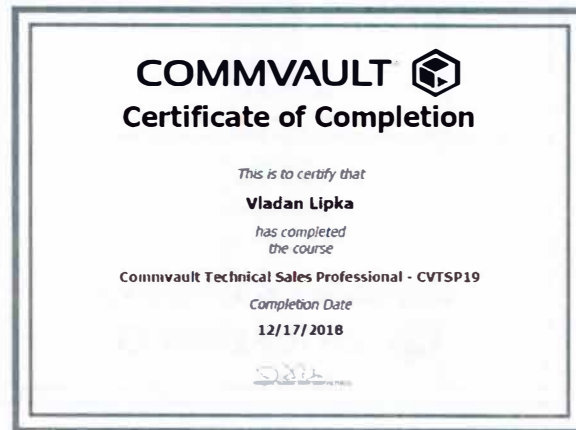 COMMVAULT
Certificate of Completion
This is to certify that
Vladan Lipka
has completed
the course
Commvault Technical Sales Professional - CVTSP19
Completion Date
12/17/2018